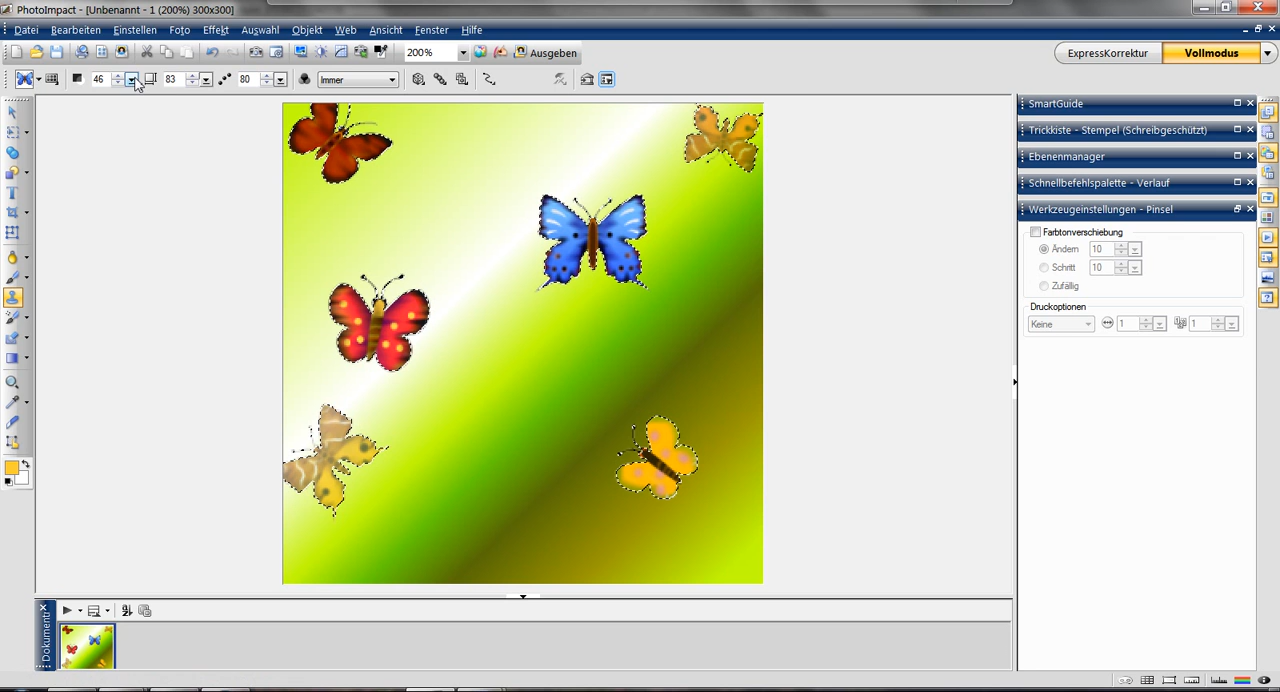 PhotoImpact - [Unbenannt - 1 (200%) 300x300]
Datei Bearbeiten Einstellen Foto Effekt Auswahl Objekt Web Ansicht Fenster Hilfe
200% Ausgeben ExpressKorrektur Vollmodus
46 83 80 Immer
SmartGuide
Trickkiste - Stempel (Schreibgeschützt)
Ebenenmanager
Schnellbefehlspalette - Verlauf
Werkzeugeinstellungen - Pinsel
Farbtonverschiebung
Ändern 10
Schritt 10
Zufällig
Druckoptionen
Keine 1 1
Dokument